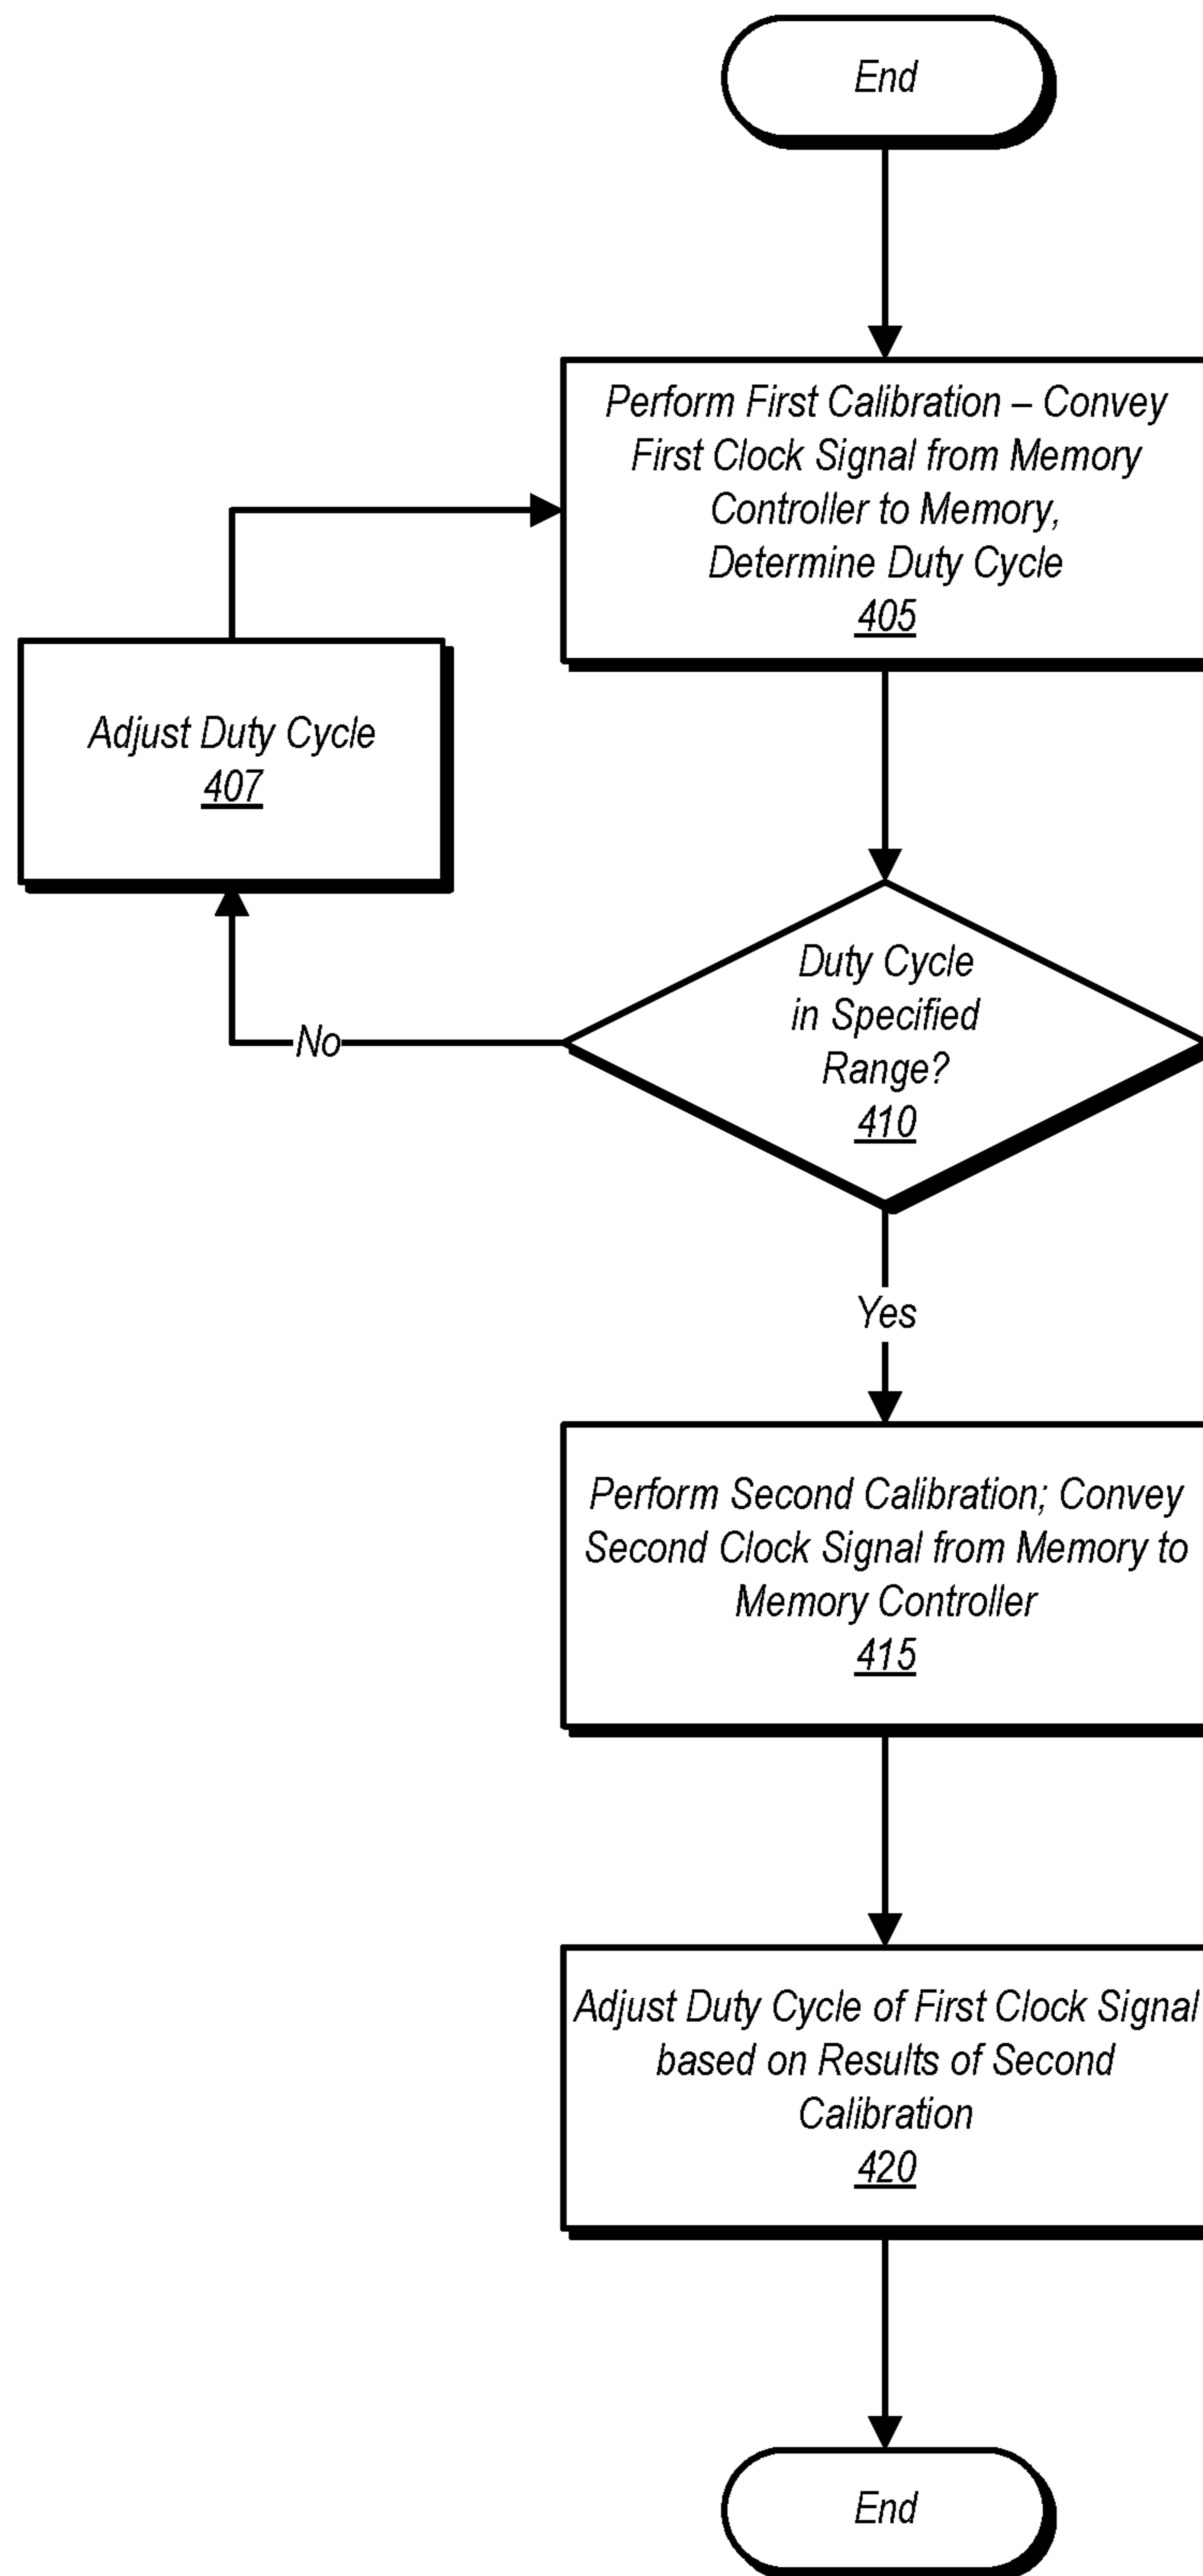 End
Perform First Calibration – Convey
First Clock Signal from Memory
Controller to Memory,
Determine Duty Cycle
405
Adjust Duty Cycle
407
Duty Cycle
in Specified
Range?
410
No
Yes
Perform Second Calibration; Convey
Second Clock Signal from Memory to
Memory Controller
415
Adjust Duty Cycle of First Clock Signal
based on Results of Second
Calibration
420
End